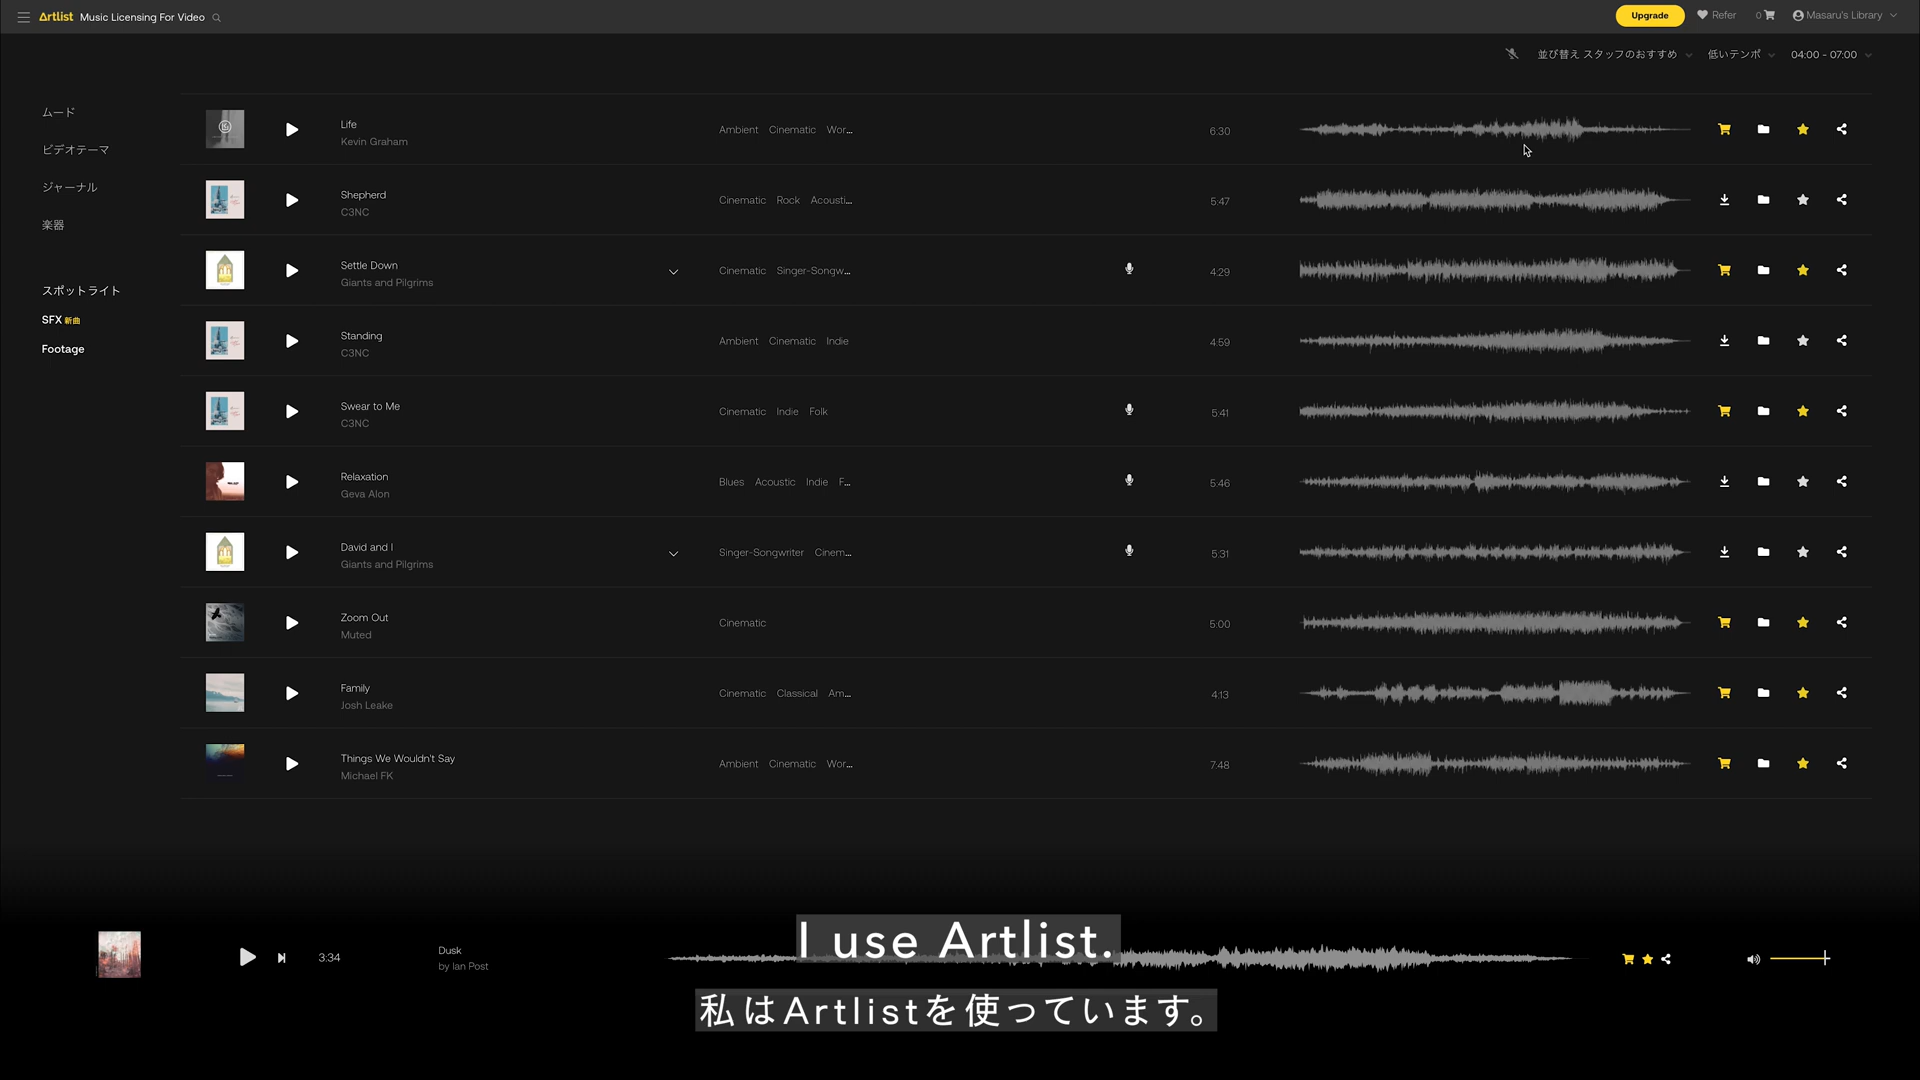 Artlist Music Licensing For Video
Upgrade
Refer
0
Masaru's Library
並び替え スタッフのおすすめ
低いテンポ
04:00 - 07:00
ムード
ビデオテーマ
ジャーナル
楽器
スポットライト
SFX 新曲
Footage
Life
Kevin Graham
Ambient Cinematic Wor...
6:30
Shepherd
C3NC
Cinematic Rock Acousti...
5:47
Settle Down
Giants and Pilgrims
Cinematic Singer-Songw...
4:29
Standing
C3NC
Ambient Cinematic Indie
4:59
Swear to Me
C3NC
Cinematic Indie Folk
5:41
Relaxation
Geva Alon
Blues Acoustic Indie F...
5:46
David and I
Giants and Pilgrims
Singer-Songwriter Cinem...
5:31
Zoom Out
Muted
Cinematic
5:00
Family
Josh Leake
Cinematic Classical Am...
4:13
Things We Wouldn't Say
Michael FK
Ambient Cinematic Wor...
7:48
3:34
Dusk
by Ian Post
I use Artlist.
私はArtlistを使っています。